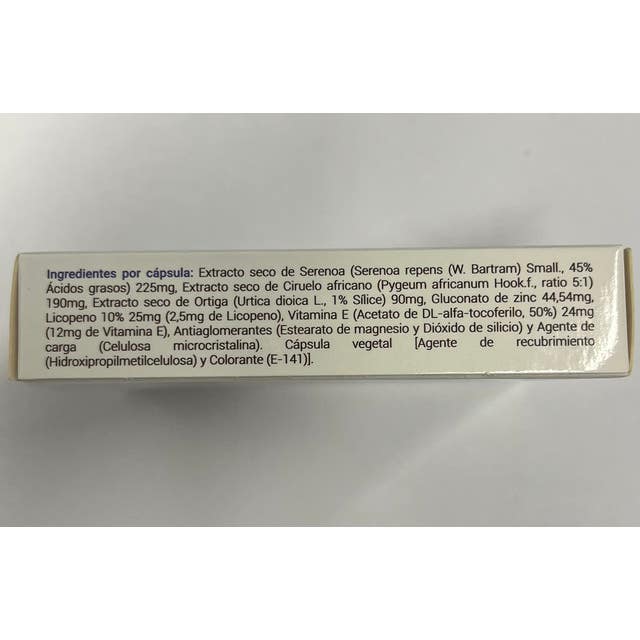 Ingredientes por cápsula: Extracto seco de Serenoa (Serenoa repens (W. Bartram) Small., 45%
Ácidos grasos) 225mg, Extracto seco de Ciruelo africano (Pygeum africanum Hook.f., ratio 5:1)
190mg, Extracto seco de Ortiga (Urtica dioica L., 1% Sílice) 90mg, Gluconato de zinc 44,54mg,
Licopeno 10% 25mg (2,5mg de Licopeno), Vitamina E (Acetato de DL-alfa-tocoferilo, 50%) 24mg
(12mg de Vitamina E), Antiaglomerantes (Estearato de magnesio y Dióxido de silicio) y Agente de
carga (Celulosa microcristalina). Cápsula vegetal [Agente de recubrimiento
(Hidroxipropilmetilcelulosa) y Colorante (E-141)].